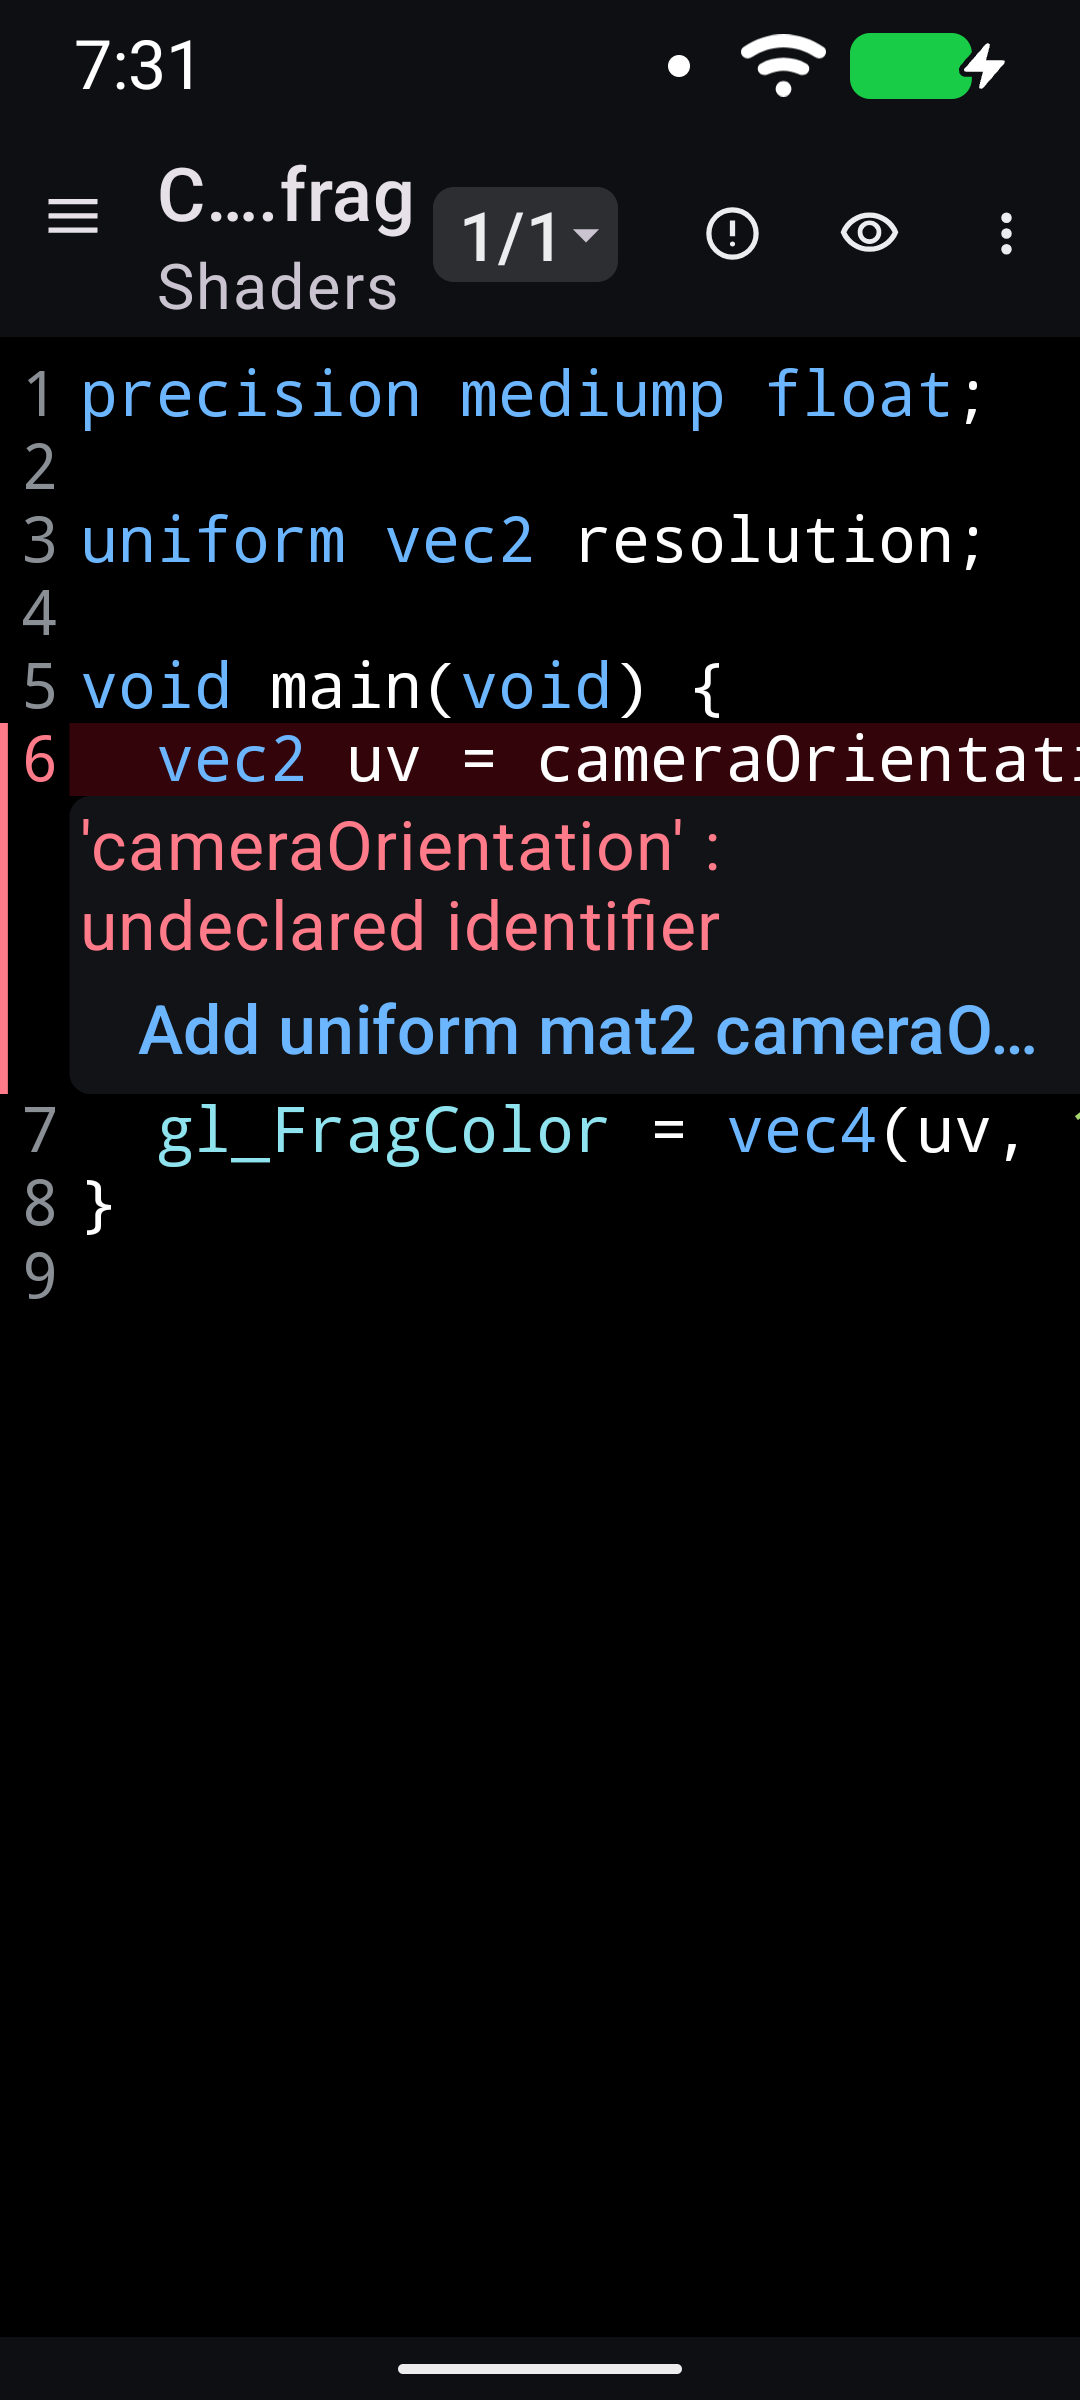 7:31
C….frag
Shaders
1/1
1 precision mediump float;
2
3 uniform vec2 resolution;
4
5 void main(void) {
6 vec2 uv = cameraOrientati
'cameraOrientation' :
undeclared identifier
Add uniform mat2 cameraO...
7 gl_FragColor = vec4(uv,
8 }
9